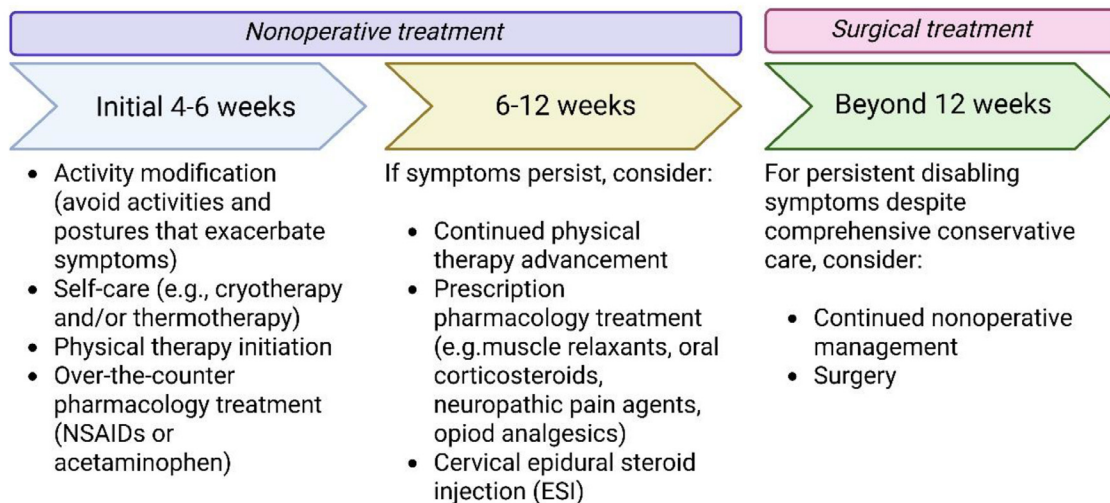 Nonoperative treatment
Surgical treatment
Initial 4-6 weeks
• Activity modification
(avoid activities and
postures that exacerbate
symptoms)
• Self-care (e.g., cryotherapy
and/or thermotherapy)
• Physical therapy initiation
• Over-the-counter
pharmacology treatment
(NSAIDs or
acetaminophen)
6-12 weeks
If symptoms persist, consider:
• Continued physical
therapy advancement
• Prescription
pharmacology treatment
(e.g.muscle relaxants, oral
corticosteroids,
neuropathic pain agents,
opiod analgesics)
• Cervical epidural steroid
injection (ESI)
Beyond 12 weeks
For persistent disabling
symptoms despite
comprehensive conservative
care, consider:
• Continued nonoperative
management
• Surgery